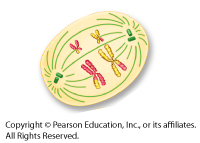 Copyright © Pearson Education, Inc., or its affiliates.
All Rights Reserved.